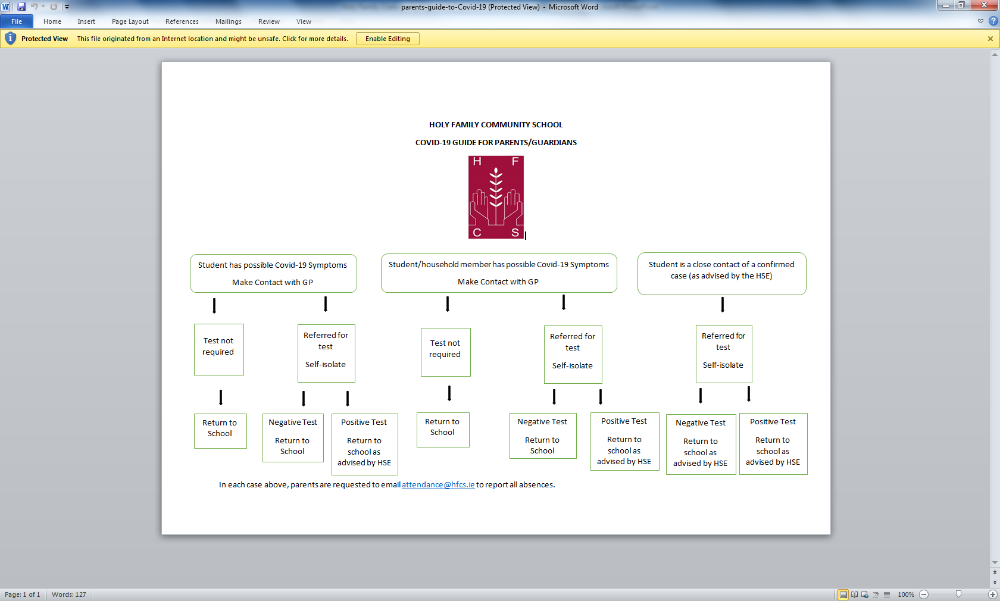 parents-guide-to-Covid-19 (Protected View) - Microsoft Word
File Home Insert Page Layout References Mailings Review View
Protected View This file originated from an Internet location and might be unsafe. Click for more details. Enable Editing
HOLY FAMILY COMMUNITY SCHOOL
COVID-19 GUIDE FOR PARENTS/GUARDIANS
H F
C S
Student has possible Covid-19 Symptoms
Make Contact with GP
Student/household member has possible Covid-19 Symptoms
Make Contact with GP
Student is a close contact of a confirmed
case (as advised by the HSE)
Test not
required
Referred for
test
Self-isolate
Test not
required
Referred for
test
Self-isolate
Referred for
test
Self-isolate
Return to
School
Negative Test
Return to
School
Positive Test
Return to
school as
advised by HSE
Return to
School
Negative Test
Return to
School
Positive Test
Return to
school as
advised by HSE
Negative Test
Return to
school as
advised by HSE
Positive Test
Return to
school as
advised by HSE
In each case above, parents are requested to email attendance@hfcs.ie to report all absences.
Page: 1 of 1 Words: 127 100%